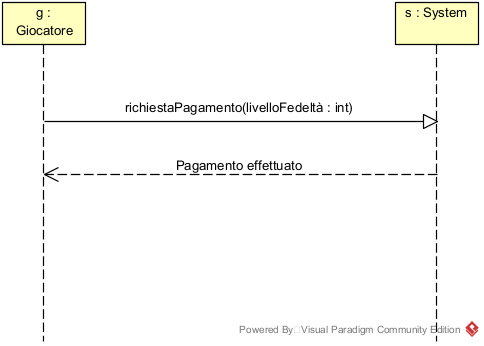 g :
Giocatore
s : System
richiestaPagamento(livelloFedeltà : int)
Pagamento effettuato
Powered By Visual Paradigm Community Edition